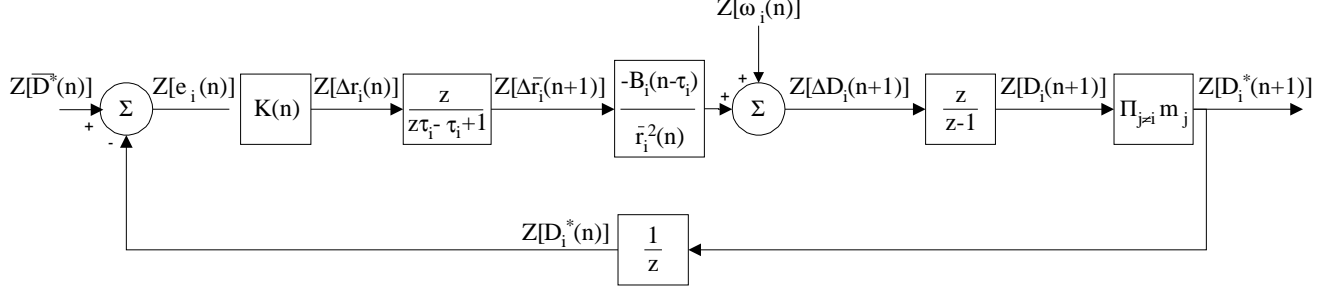 Z[ω_i(n)]
Z[D̅^*(n)]
Z[e_i(n)]
Z[Δr_i(n)]
Z[Δr̄_i(n+1)]
Z[ΔD_i(n+1)]
Z[D_i(n+1)]
Z[D_i^*(n+1)]
+
-
Σ
K(n)
z
zτ_i- τ_i+1
-B_i(n-τ_i)
r̄_i^2(n)
+
+
Σ
z
z-1
Π_{j≠i} m_j
Z[D_i^*(n)]
1
z